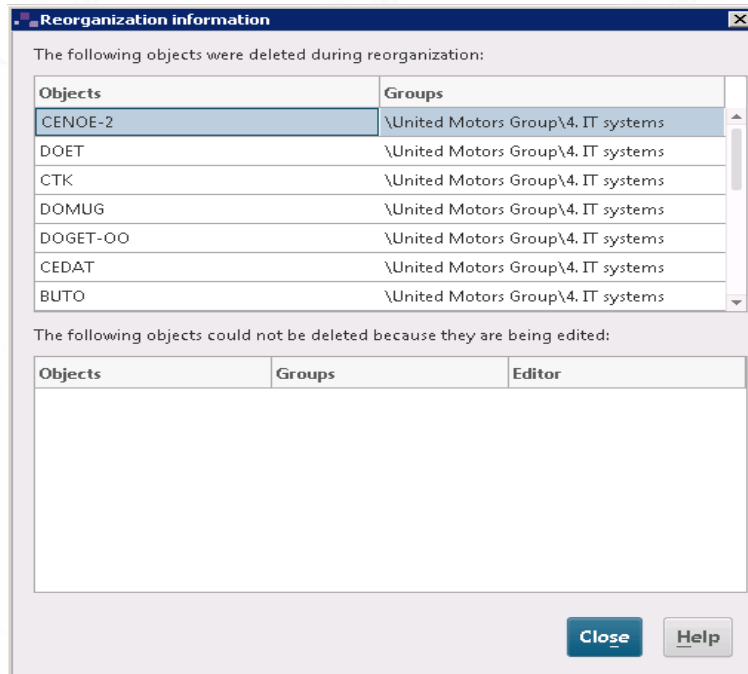 Reorganization information
The following objects were deleted during reorganization:
Objects Groups
CENOE-2 \United Motors Group\4. IT systems
DOET \United Motors Group\4. IT systems
CTK \United Motors Group\4. IT systems
DOMUG \United Motors Group\4. IT systems
DOGET-OO \United Motors Group\4. IT systems
CEDAT \United Motors Group\4. IT systems
BUTO \United Motors Group\4. IT systems
The following objects could not be deleted because they are being edited:
Objects Groups Editor
Close Help